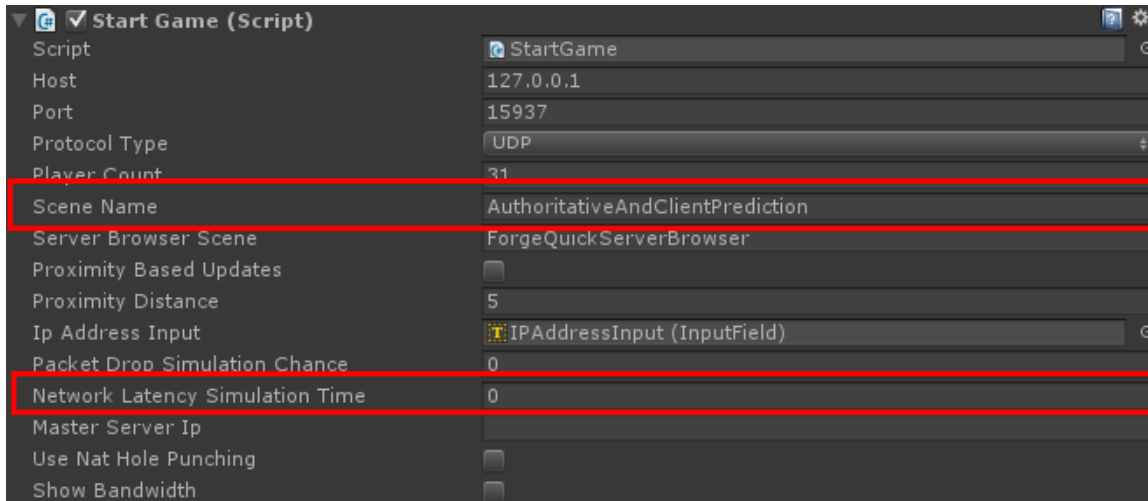 Start Game (Script)
Script StartGame
Host 127.0.0.1
Port 15937
Protocol Type UDP
Player Count 31
Scene Name AuthoritativeAndClientPrediction
Server Browser Scene ForgeQuickServerBrowser
Proximity Based Updates
Proximity Distance 5
Ip Address Input IPAddressInput (InputField)
Packet Drop Simulation Chance 0
Network Latency Simulation Time 0
Master Server Ip
Use Nat Hole Punching
Show Bandwidth